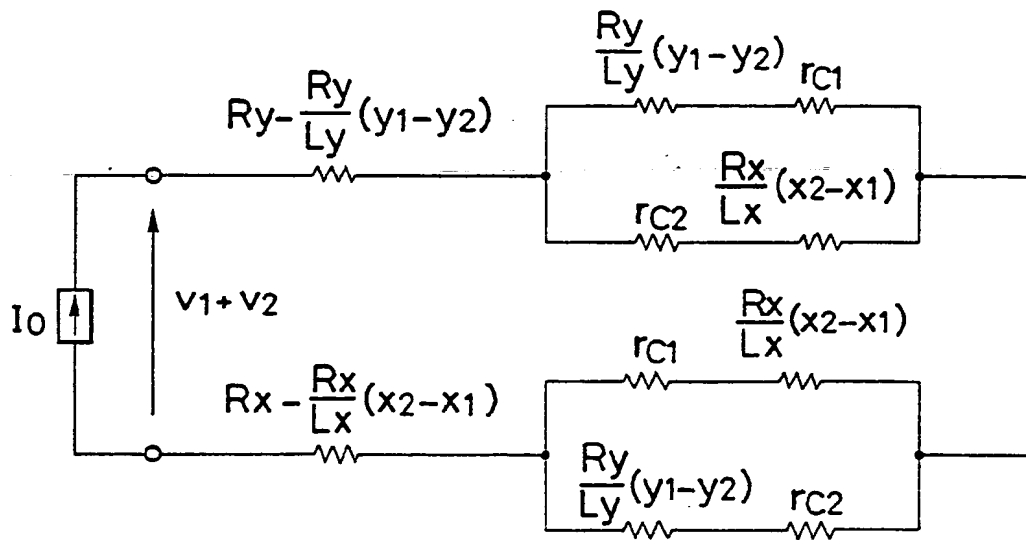 Ry/Ly(y1-y2) rC1
Ry-Ry/Ly(y1-y2)
rC2 Rx/Lx(x2-x1)
I0 v1+v2
rC1 Rx/Lx(x2-x1)
Rx-Rx/Lx(x2-x1)
Ry/Ly(y1-y2) rC2